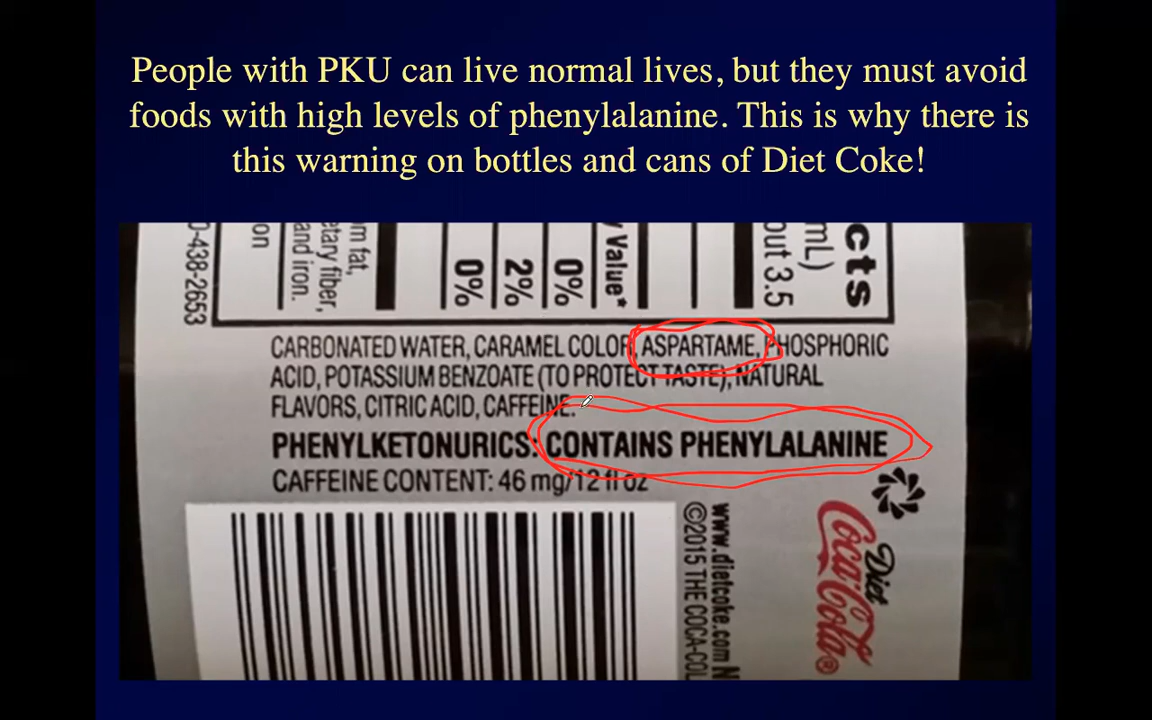 People with PKU can live normal lives, but they must avoid
foods with high levels of phenylalanine. This is why there is
this warning on bottles and cans of Diet Coke!
0-438-2653
on
and iron.
etary fiber,
m fat,
0%
2%
0%
Value*
out 3.5
mL)
cts
CARBONATED WATER, CARAMEL COLOR, ASPARTAME, PHOSPHORIC
ACID, POTASSIUM BENZOATE (TO PROTECT TASTE), NATURAL
FLAVORS, CITRIC ACID, CAFFEINE.
PHENYLKETONURICS: CONTAINS PHENYLALANINE
CAFFEINE CONTENT: 46 mg/12 fl oz
www.dietcoke.com N
©2015 THE COCA-COL
Diet
Coca-Cola®